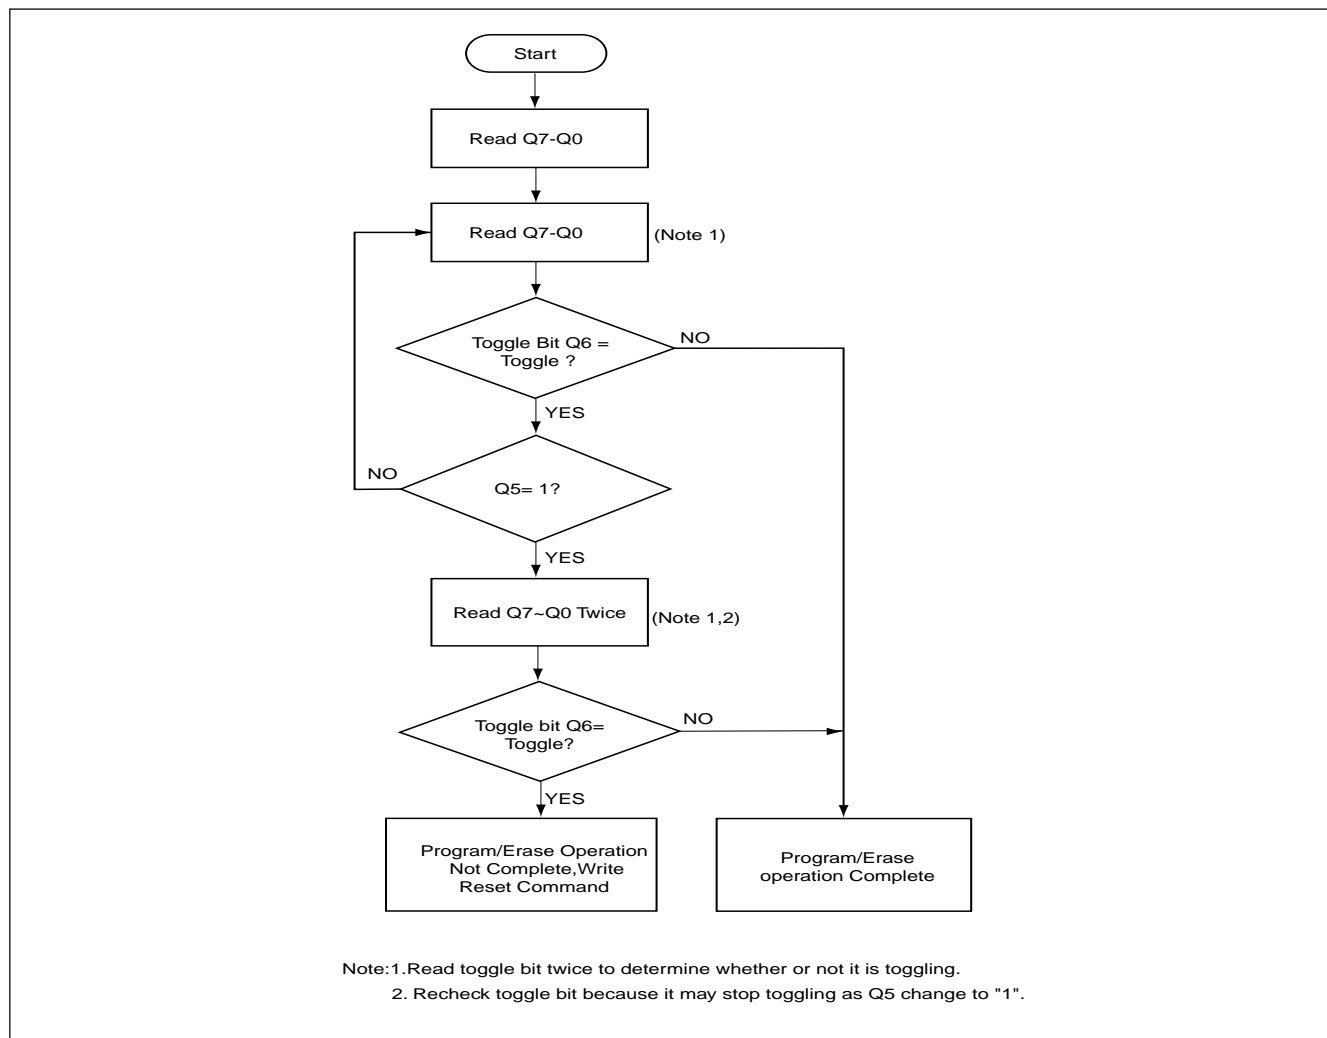 Start
Read Q7-Q0
Read Q7-Q0
(Note 1)
Toggle Bit Q6 =
Toggle ?
NO
YES
NO
Q5= 1?
YES
Read Q7~Q0 Twice
(Note 1,2)
Toggle bit Q6=
Toggle?
NO
YES
Program/Erase Operation
Not Complete,Write
Reset Command
Program/Erase
operation Complete
Note:1.Read toggle bit twice to determine whether or not it is toggling.
2. Recheck toggle bit because it may stop toggling as Q5 change to "1".